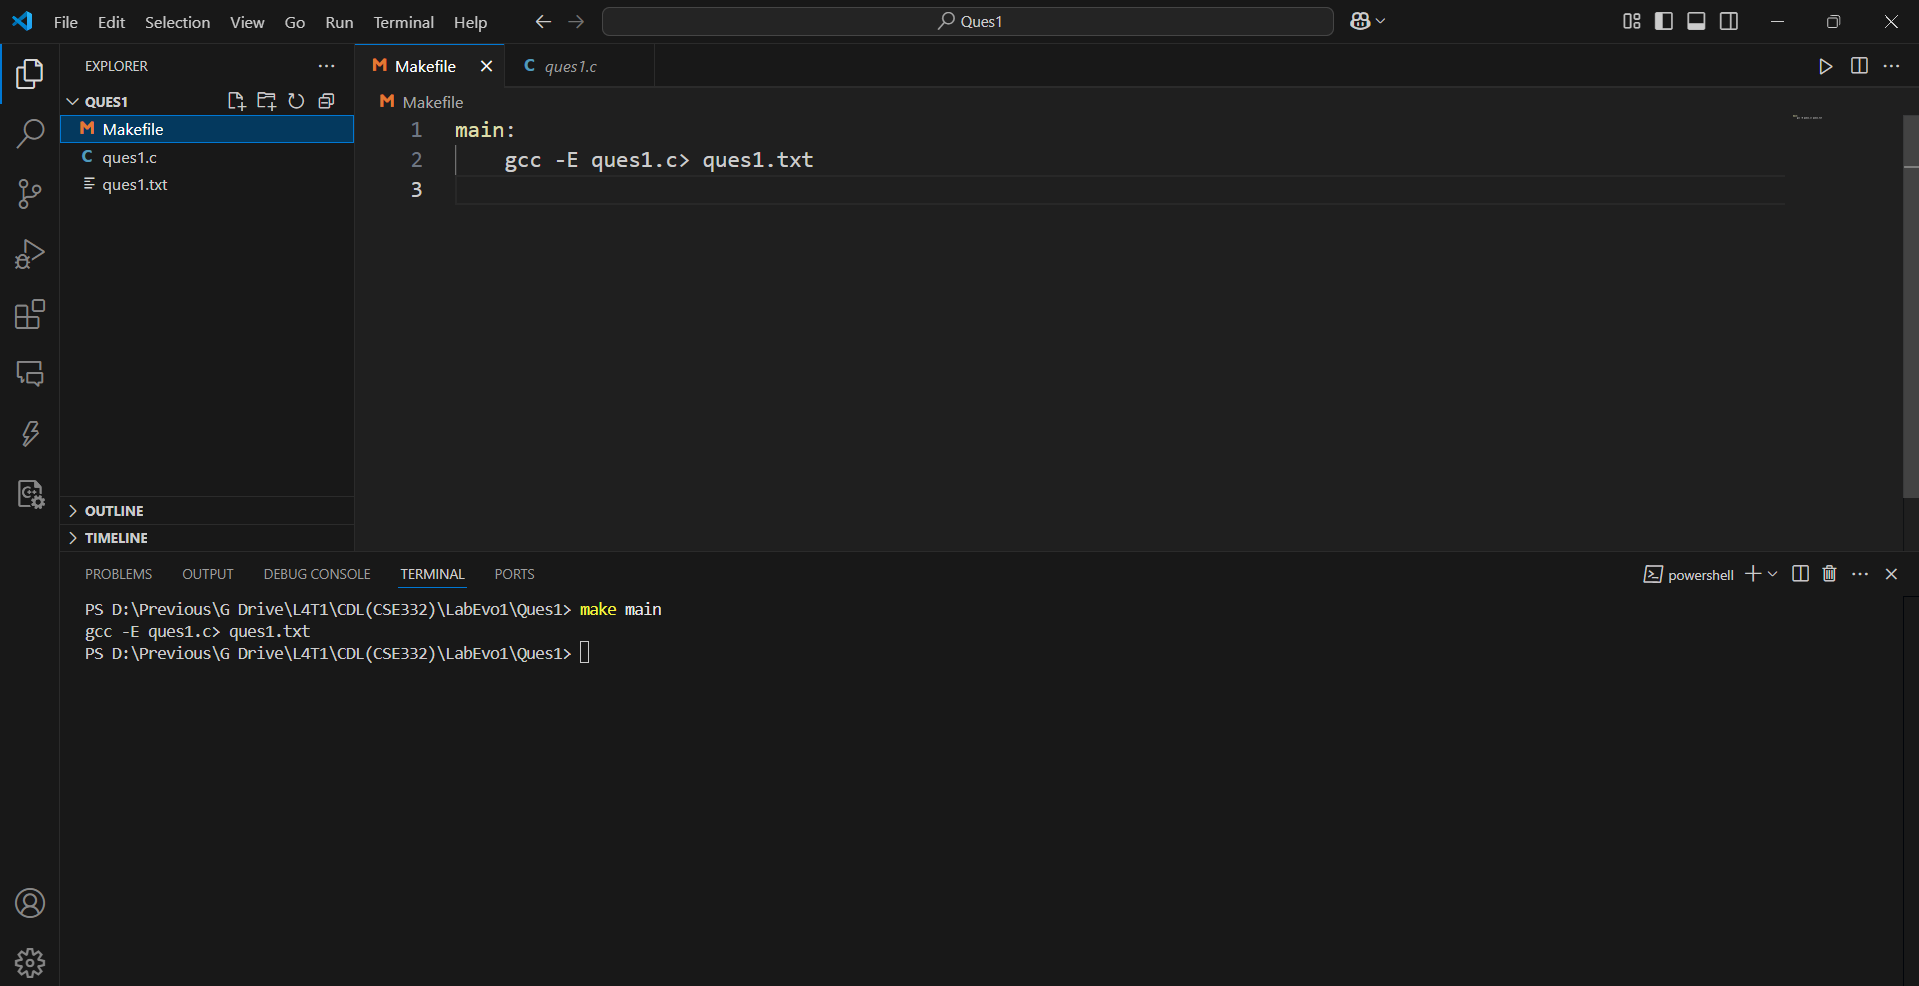 File Edit Selection View Go Run Terminal Help
Ques1
EXPLORER
QUES1
M Makefile
C ques1.c
ques1.txt
OUTLINE
TIMELINE
M Makefile
C ques1.c
M Makefile
1 main:
2     gcc -E ques1.c> ques1.txt
3
PROBLEMS OUTPUT DEBUG CONSOLE TERMINAL PORTS
powershell
PS D:\Previous\G Drive\L4T1\CDL(CSE332)\LabEvo1\Ques1> make main
gcc -E ques1.c> ques1.txt
PS D:\Previous\G Drive\L4T1\CDL(CSE332)\LabEvo1\Ques1>